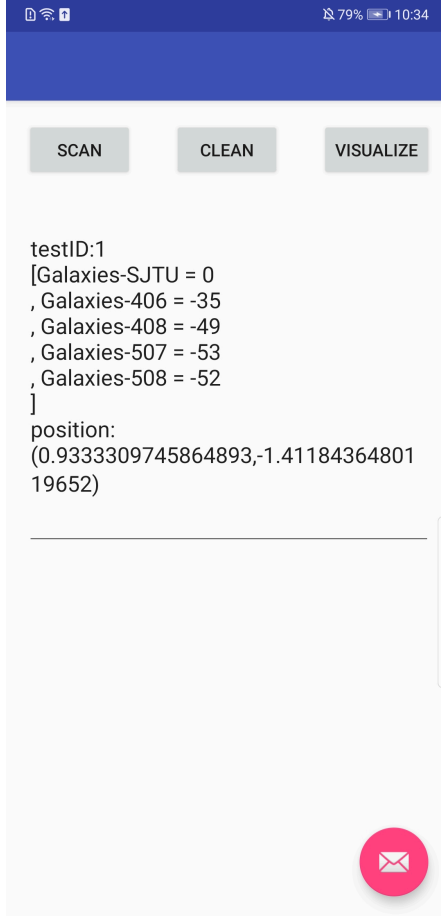 79% 10:34
SCAN CLEAN VISUALIZE
testID:1
[Galaxies-SJTU = 0
, Galaxies-406 = -35
, Galaxies-408 = -49
, Galaxies-507 = -53
, Galaxies-508 = -52
]
position:
(0.9333309745864893,-1.41184364801
19652)